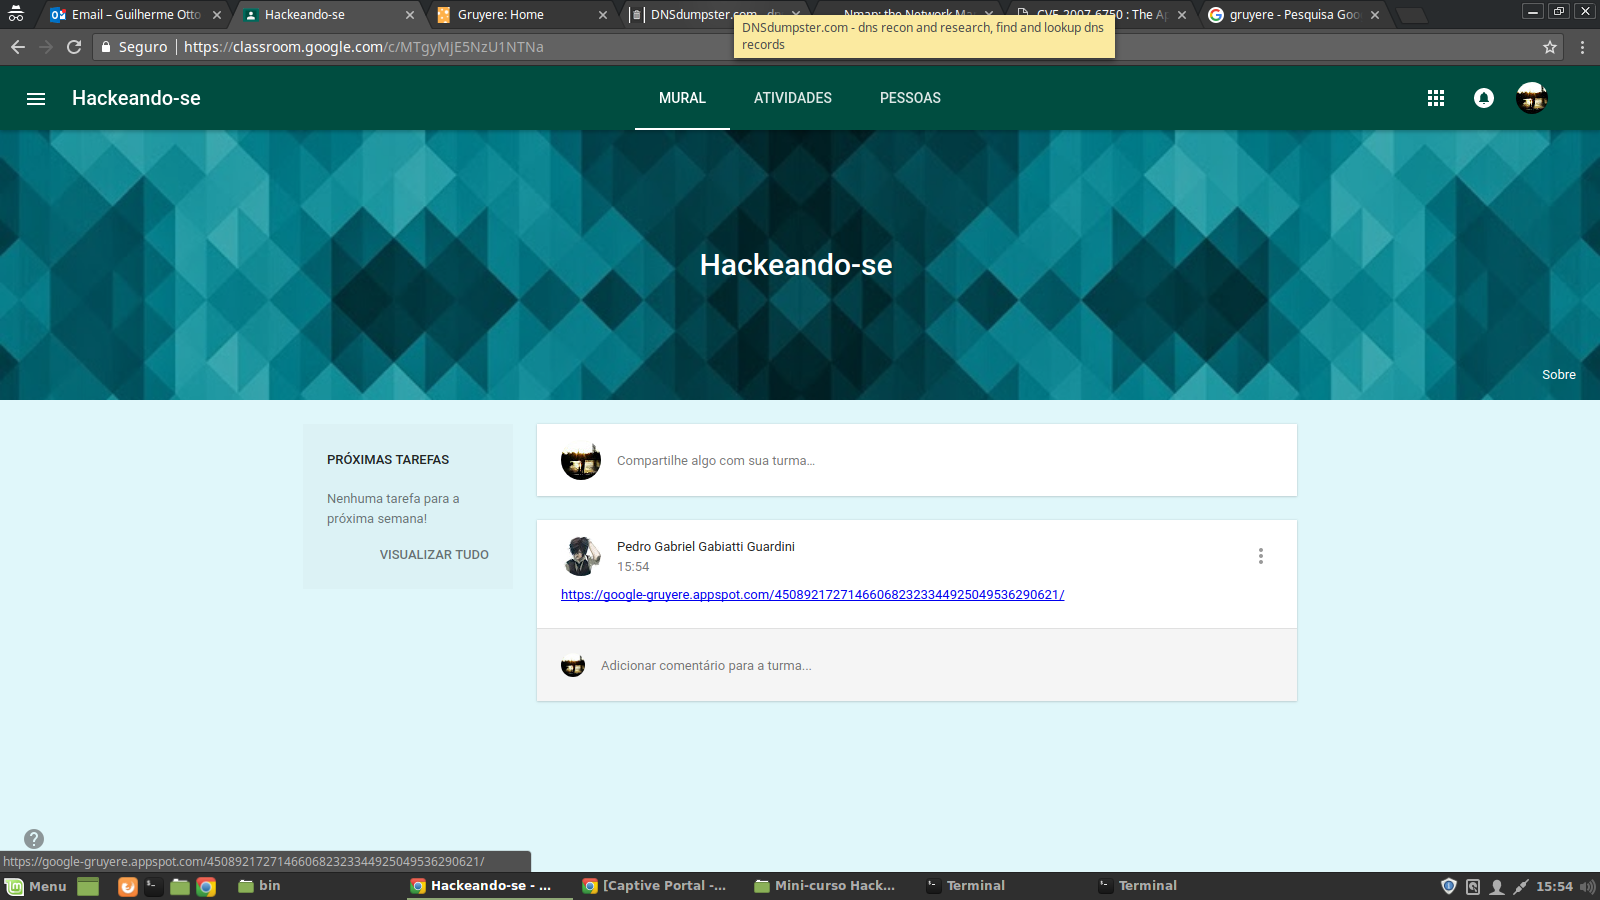 Email – Guilherme Otto
Hackeando-se
Gruyere: Home
DNSdumpster.com - dn
Nmap: the Network Ma
CVE-2007-6750 : The Ap
gruyere - Pesquisa Goo
DNSdumpster.com - dns recon and research, find and lookup dns
records
Seguro
https://classroom.google.com/c/MTgyMJE5NzU1NTNa
Hackeando-se
MURAL
ATIVIDADES
PESSOAS
Hackeando-se
Sobre
PRÓXIMAS TAREFAS
Nenhuma tarefa para a
próxima semana!
VISUALIZAR TUDO
Compartilhe algo com sua turma…
Pedro Gabriel Gabiatti Guardini
15:54
https://google-gruyere.appspot.com/450892172714660682323344925049536290621/
Adicionar comentário para a turma...
?
https://google-gruyere.appspot.com/450892172714660682323344925049536290621/
Menu
bin
Hackeando-se - ...
[Captive Portal -...
Mini-curso Hack...
Terminal
Terminal
15:54